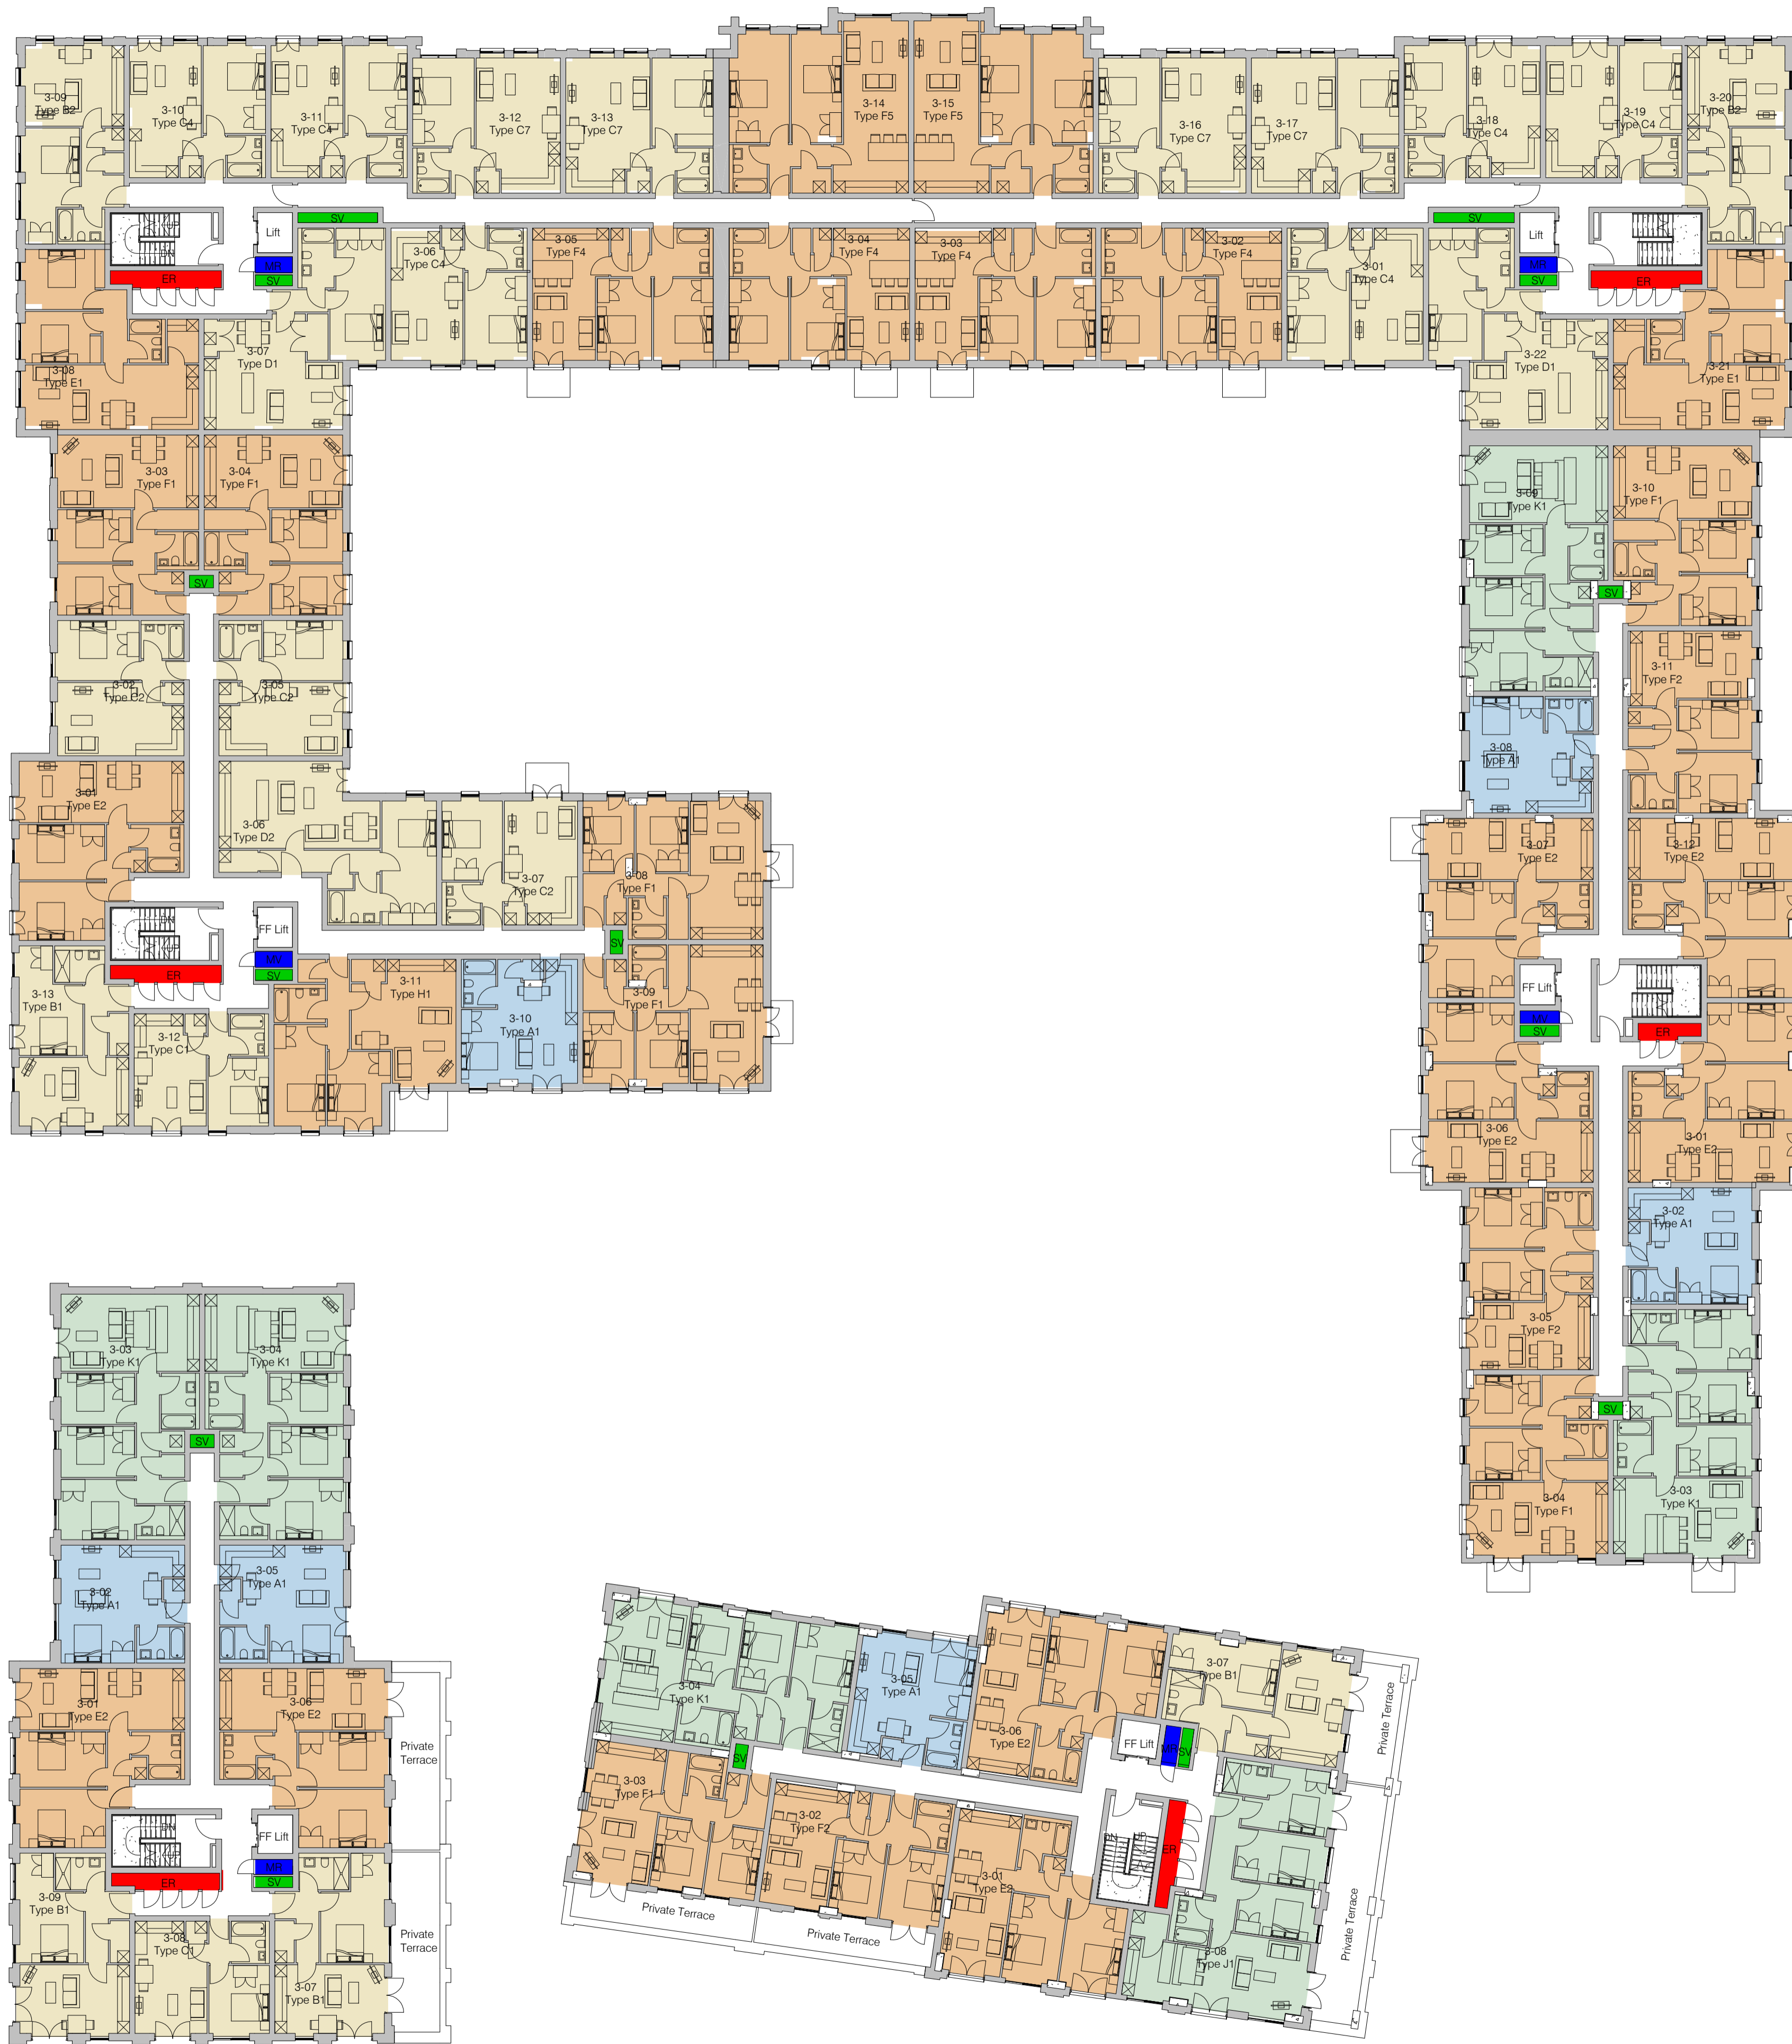 3-09
Type B2
3-10
Type C4
3-11
Type C4
3-12
Type C7
3-13
Type C7
3-14
Type F5
3-15
Type F5
3-16
Type C7
3-17
Type C7
3-18
Type C4
3-19
Type C4
3-20
Type B2
UP
DN
Lift
SV
MR
SV
ER
3-06
Type C4
3-05
Type F4
3-04
Type F4
3-03
Type F4
3-02
Type F4
3-01
Type C4
SV
Lift
MR
SV
ER
3-08
Type E1
3-07
Type D1
3-22
Type D1
3-21
Type E1
3-03
Type F1
3-04
Type F1
SV
3-02
Type C2
3-05
Type C2
3-01
Type E2
3-06
Type D2
3-07
Type C2
3-08
Type F1
DN
UP
FF Lift
MV
SV
ER
SV
3-13
Type B1
3-12
Type C1
3-11
Type H1
3-10
Type A1
3-09
Type F1
3-09
Type K1
3-10
Type F1
SV
3-11
Type F2
3-08
Type A1
3-07
Type E2
3-12
Type E2
FF Lift
MV
SV
ER
3-06
Type E2
3-01
Type E2
3-02
Type A1
3-05
Type F2
SV
3-04
Type F1
3-03
Type K1
3-03
Type K1
3-04
Type K1
SV
3-02
Type A1
3-05
Type A1
3-01
Type E2
3-06
Type E2
Private
Terrace
DN
UP
FF Lift
MR
SV
ER
3-09
Type B1
3-08
Type C1
3-07
Type B1
Private
Terrace
3-04
Type K1
3-05
Type A1
3-06
Type E2
3-07
Type B1
FF Lift
MR
SV
Private Terrace
SV
3-03
Type F1
3-02
Type F2
3-01
Type E2
DN
UP
ER
3-08
Type J1
Private Terrace
Private Terrace
Private Terrace